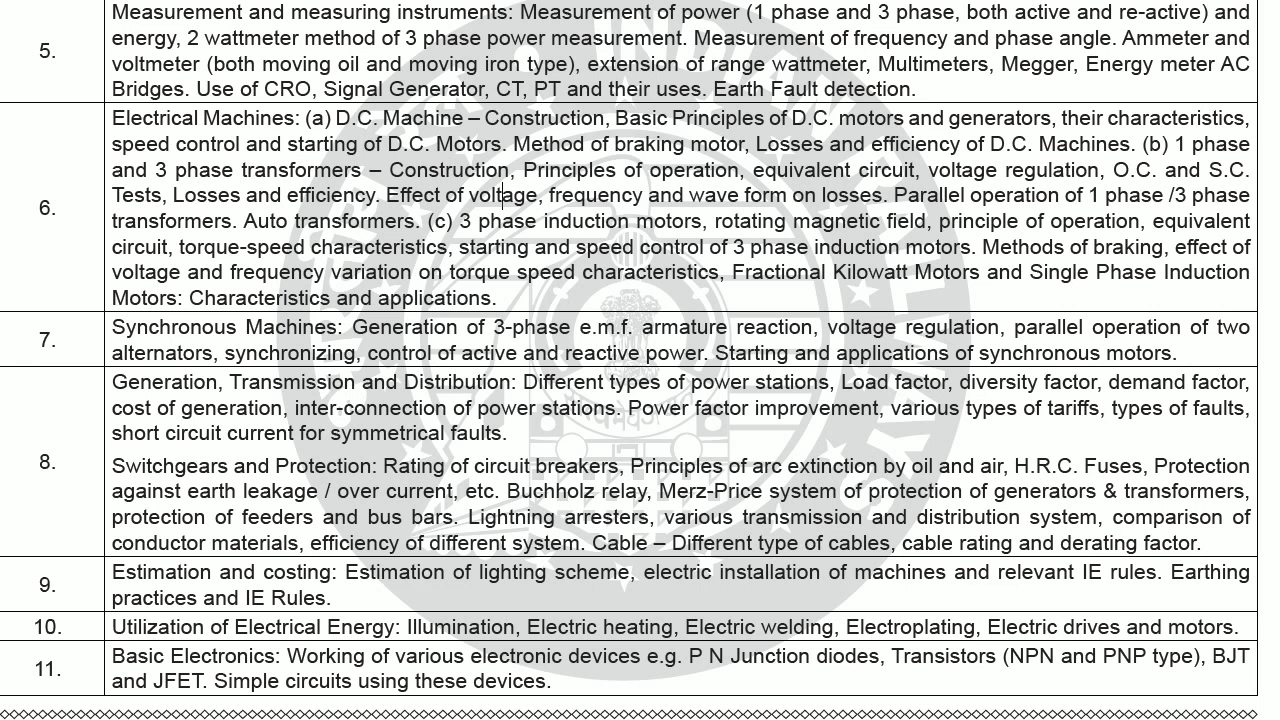 5.
Measurement and measuring instruments: Measurement of power (1 phase and 3 phase, both active and re-active) and
energy, 2 wattmeter method of 3 phase power measurement. Measurement of frequency and phase angle. Ammeter and
voltmeter (both moving oil and moving iron type), extension of range wattmeter, Multimeters, Megger, Energy meter AC
Bridges. Use of CRO, Signal Generator, CT, PT and their uses. Earth Fault detection.
6.
Electrical Machines: (a) D.C. Machine – Construction, Basic Principles of D.C. motors and generators, their characteristics,
speed control and starting of D.C. Motors. Method of braking motor, Losses and efficiency of D.C. Machines. (b) 1 phase
and 3 phase transformers – Construction, Principles of operation, equivalent circuit, voltage regulation, O.C. and S.C.
Tests, Losses and efficiency. Effect of voltage, frequency and wave form on losses. Parallel operation of 1 phase /3 phase
transformers. Auto transformers. (c) 3 phase induction motors, rotating magnetic field, principle of operation, equivalent
circuit, torque-speed characteristics, starting and speed control of 3 phase induction motors. Methods of braking, effect of
voltage and frequency variation on torque speed characteristics, Fractional Kilowatt Motors and Single Phase Induction
Motors: Characteristics and applications.
7.
Synchronous Machines: Generation of 3-phase e.m.f. armature reaction, voltage regulation, parallel operation of two
alternators, synchronizing, control of active and reactive power. Starting and applications of synchronous motors.
8.
Generation, Transmission and Distribution: Different types of power stations, Load factor, diversity factor, demand factor,
cost of generation, inter-connection of power stations. Power factor improvement, various types of tariffs, types of faults,
short circuit current for symmetrical faults.
Switchgears and Protection: Rating of circuit breakers, Principles of arc extinction by oil and air, H.R.C. Fuses, Protection
against earth leakage / over current, etc. Buchholz relay, Merz-Price system of protection of generators & transformers,
protection of feeders and bus bars. Lightning arresters, various transmission and distribution system, comparison of
conductor materials, efficiency of different system. Cable – Different type of cables, cable rating and derating factor.
9.
Estimation and costing: Estimation of lighting scheme, electric installation of machines and relevant IE rules. Earthing
practices and IE Rules.
10.
Utilization of Electrical Energy: Illumination, Electric heating, Electric welding, Electroplating, Electric drives and motors.
11.
Basic Electronics: Working of various electronic devices e.g. P N Junction diodes, Transistors (NPN and PNP type), BJT
and JFET. Simple circuits using these devices.
INDIAN RAILWAYS